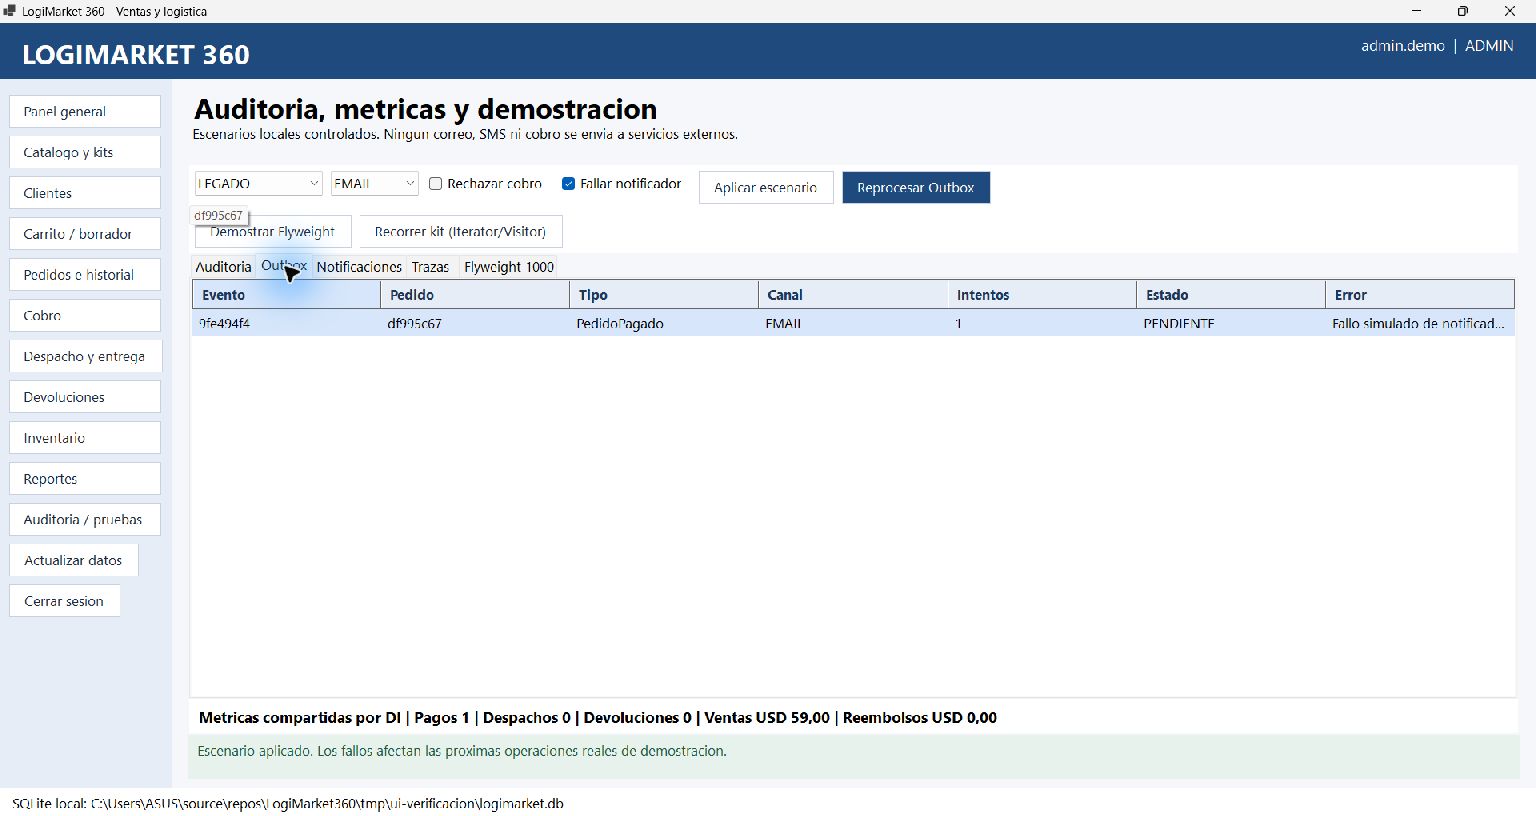 LogiMarket 360 - Ventas y logistica
LOGIMARKET 360
admin.demo | ADMIN
Panel general
Catalogo y kits
Clientes
Carrito / borrador
Pedidos e historial
Cobro
Despacho y entrega
Devoluciones
Inventario
Reportes
Auditoria / pruebas
Actualizar datos
Cerrar sesion
Auditoria, metricas y demostracion
Escenarios locales controlados. Ningun correo, SMS ni cobro se envia a servicios externos.
LEGADO EMAIL Rechazar cobro Fallar notificador Aplicar escenario Reprocesar Outbox
df995c67
Demostrar Flyweight Recorrer kit (Iterator/Visitor)
Auditoria Outbox Notificaciones Trazas Flyweight 1000
Evento Pedido Tipo Canal Intentos Estado Error
9fe494f4 df995c67 PedidoPagado EMAIL 1 PENDIENTE Fallo simulado de notificad...
Metricas compartidas por DI | Pagos 1 | Despachos 0 | Devoluciones 0 | Ventas USD 59,00 | Reembolsos USD 0,00
Escenario aplicado. Los fallos afectan las proximas operaciones reales de demostracion.
SQLite local: C:\Users\ASUS\source\repos\LogiMarket360\tmp\ui-verificacion\logimarket.db